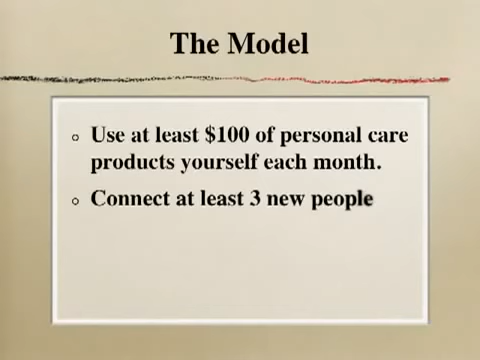 The Model
Use at least $100 of personal care
products yourself each month.
Connect at least 3 new people